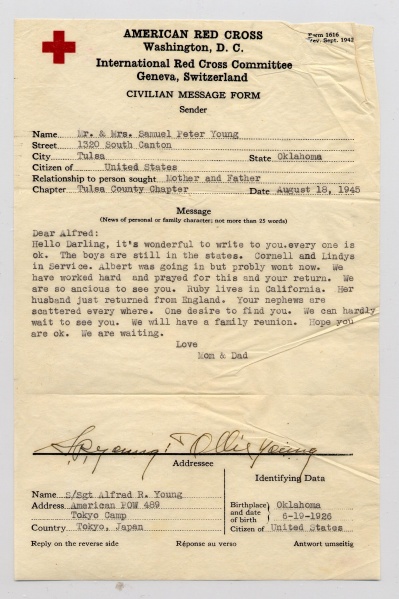 AMERICAN RED CROSS
Form 1616
Rev. Sept. 1942
Washington, D. C.
International Red Cross Committee
Geneva, Switzerland
CIVILIAN MESSAGE FORM
Sender
Name Mr. & Mrs. Samuel Peter Young
Street 1320 South Canton
City Tulsa State Oklahoma
Citizen of United States
Relationship to person sought Mother and Father
Chapter Tulsa County Chapter Date August 18, 1945
Message
(News of personal or family character; not more than 25 words)
Dear Alfred:
Hello Darling, it's wonderful to write to you.every one is
ok. The boys are still in the states. Cornell and Lindys
in Service. Albert was going in but probly wont now. We
have worked hard and prayed for this and your return. We
are so ancious to see you. Ruby lives in California. Her
husband just returned from England. Your nephews are
scattered every where. One desire to find you. We can hardly
wait to see you. We will have a family reunion. Hope you
are ok. We are waiting.
Love
Mom & Dad
S.P. Young & Ollie Young
Addressee
Identifying Data
Name S/Sgt Alfred R. Young
Address American POW 489
Tokyo Camp
Country Tokyo, Japan
Birthplace and date of birth Oklahoma
6-19-1926
Citizen of United States
Reply on the reverse side Réponse au verso Antwort umseitig